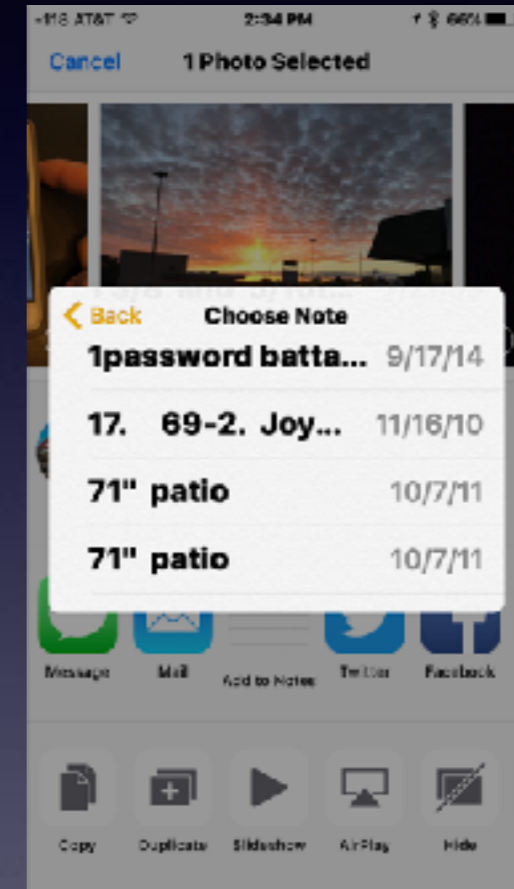 -118 AT&T 2:34 PM 66%
Cancel 1 Photo Selected
Back Choose Note
1password batta... 9/17/14
17. 69-2. Joy... 11/16/10
71" patio 10/7/11
71" patio 10/7/11
Message Mail Add to Notes Twitter Facebook
Copy Duplicate Slideshow AirPlay Hide